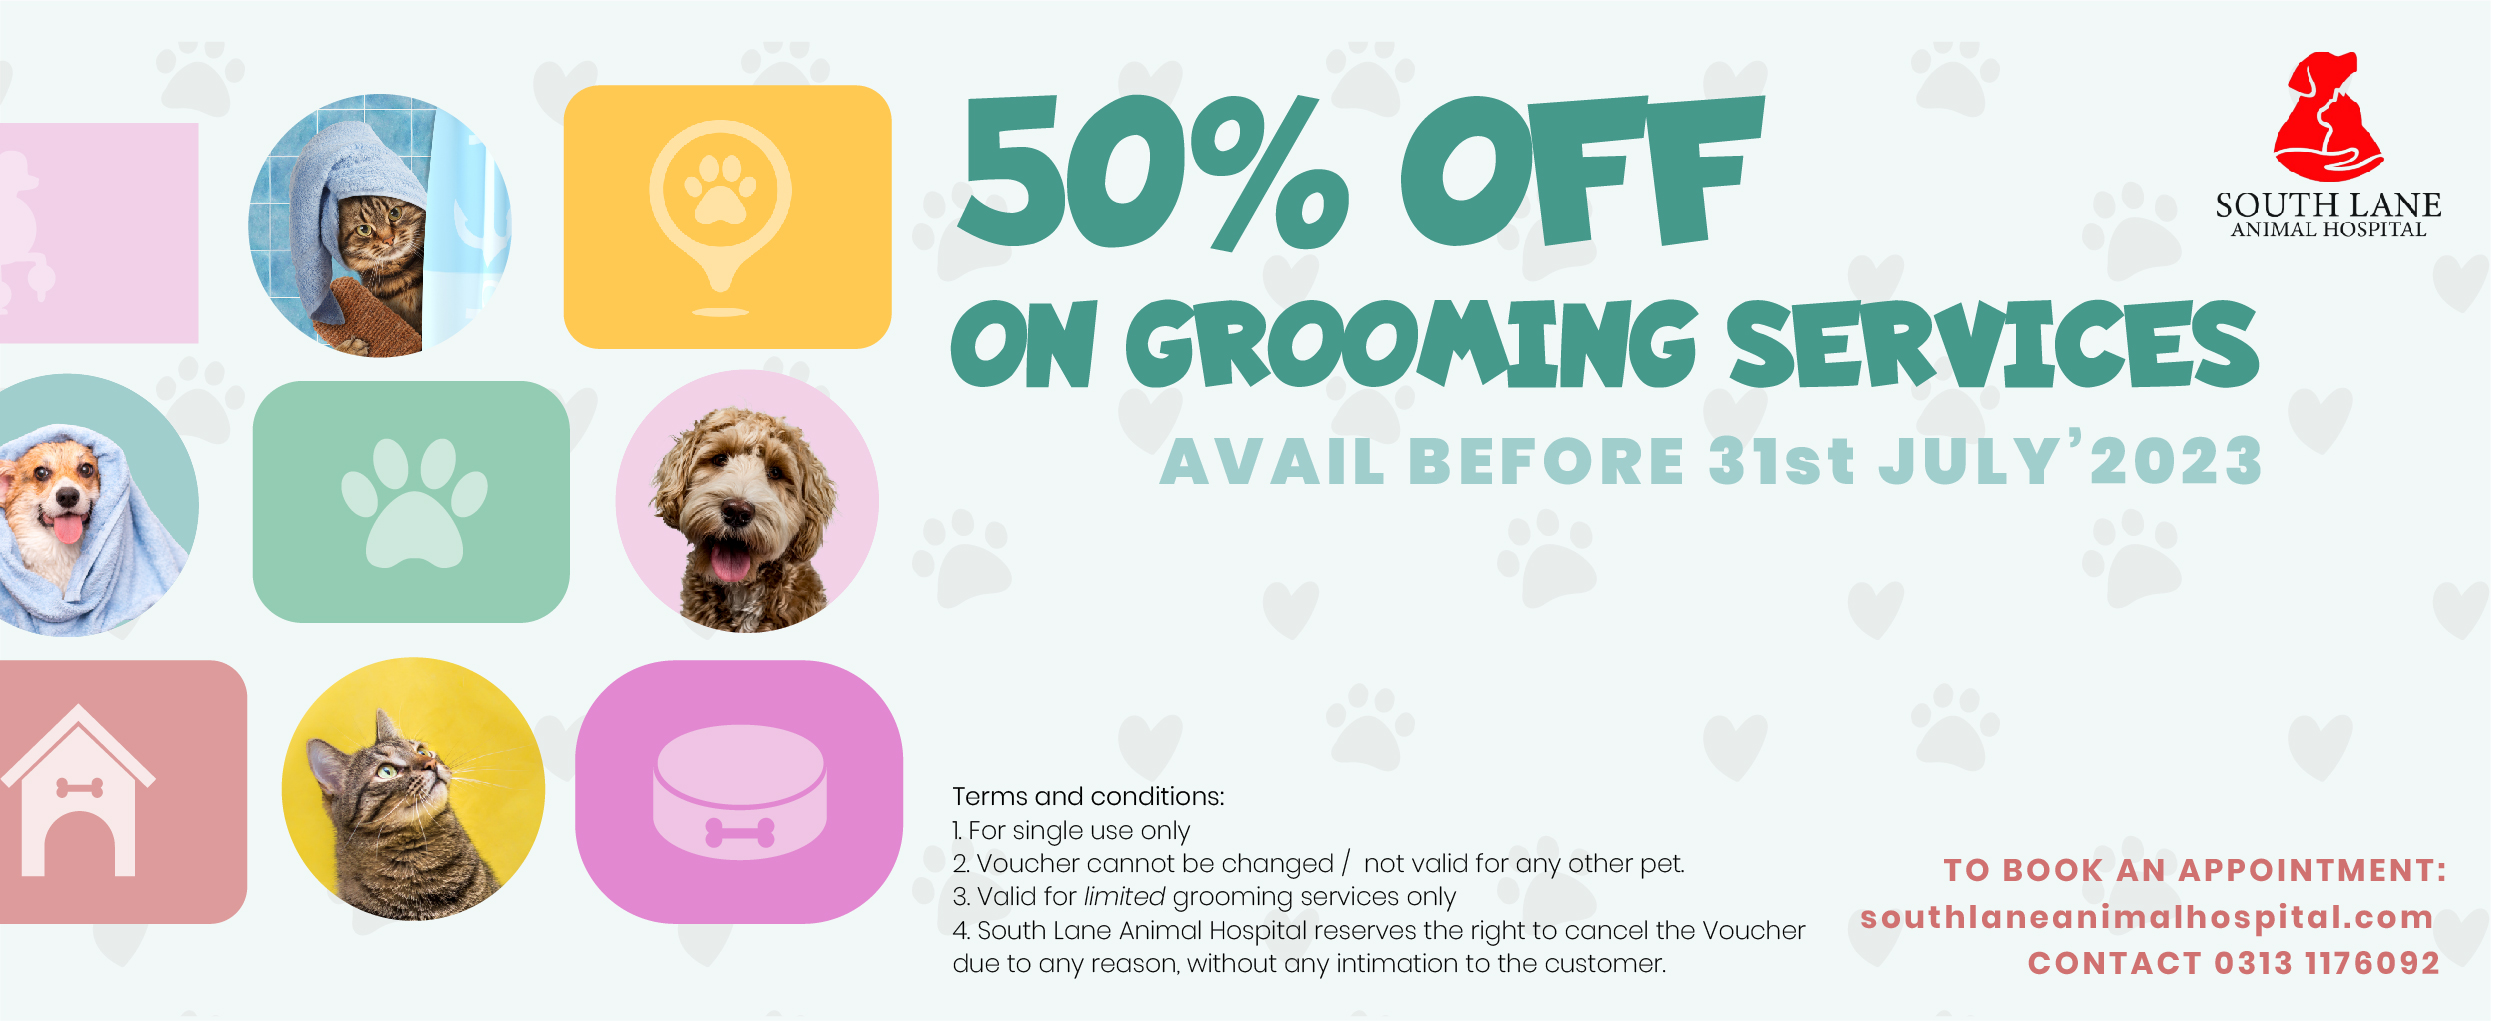 50% OFF
SOUTH LANE
ANIMAL HOSPITAL
ON GROOMING SERVICES
AVAIL BEFORE 31st JULY'2023
Terms and conditions:
1. For single use only
2. Voucher cannot be changed / not valid for any other pet.
3. Valid for limited grooming services only
4. South Lane Animal Hospital reserves the right to cancel the Voucher
due to any reason, without any intimation to the customer.
TO BOOK AN APPOINTMENT:
southlaneanimalhospital.com
CONTACT 0313 1176092